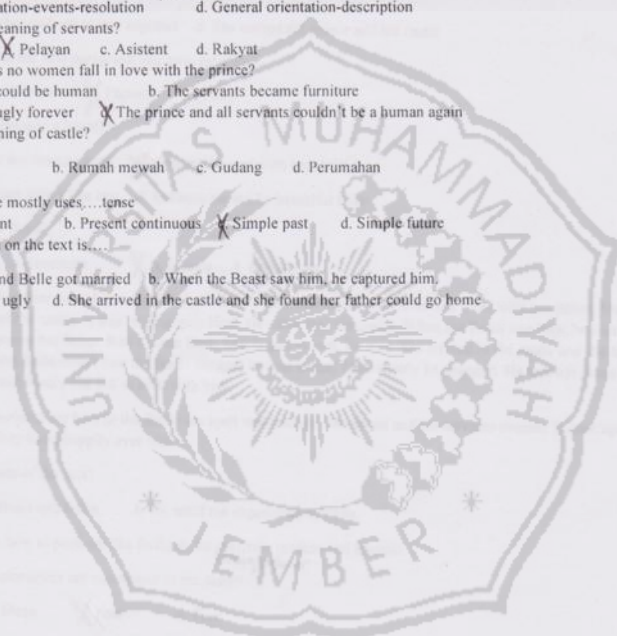 ation-events-resolution d. General orientation-description
eaning of servants?
Pelayan c. Asistent d. Rakyat
s no women fall in love with the prince?
could be human b. The servants became furniture
ugly forever The prince and all servants couldn't be a human again
ning of castle?
b. Rumah mewah c. Gudang d. Perumahan
e mostly uses....tense
nt b. Present continuous Simple past d. Simple future
on the text is....
nd Belle got married b. When the Beast saw him, he captured him.
ugly d. She arrived in the castle and she found her father could go home
UNIVERSITAS MUHAMMADIYAH
JEMBER